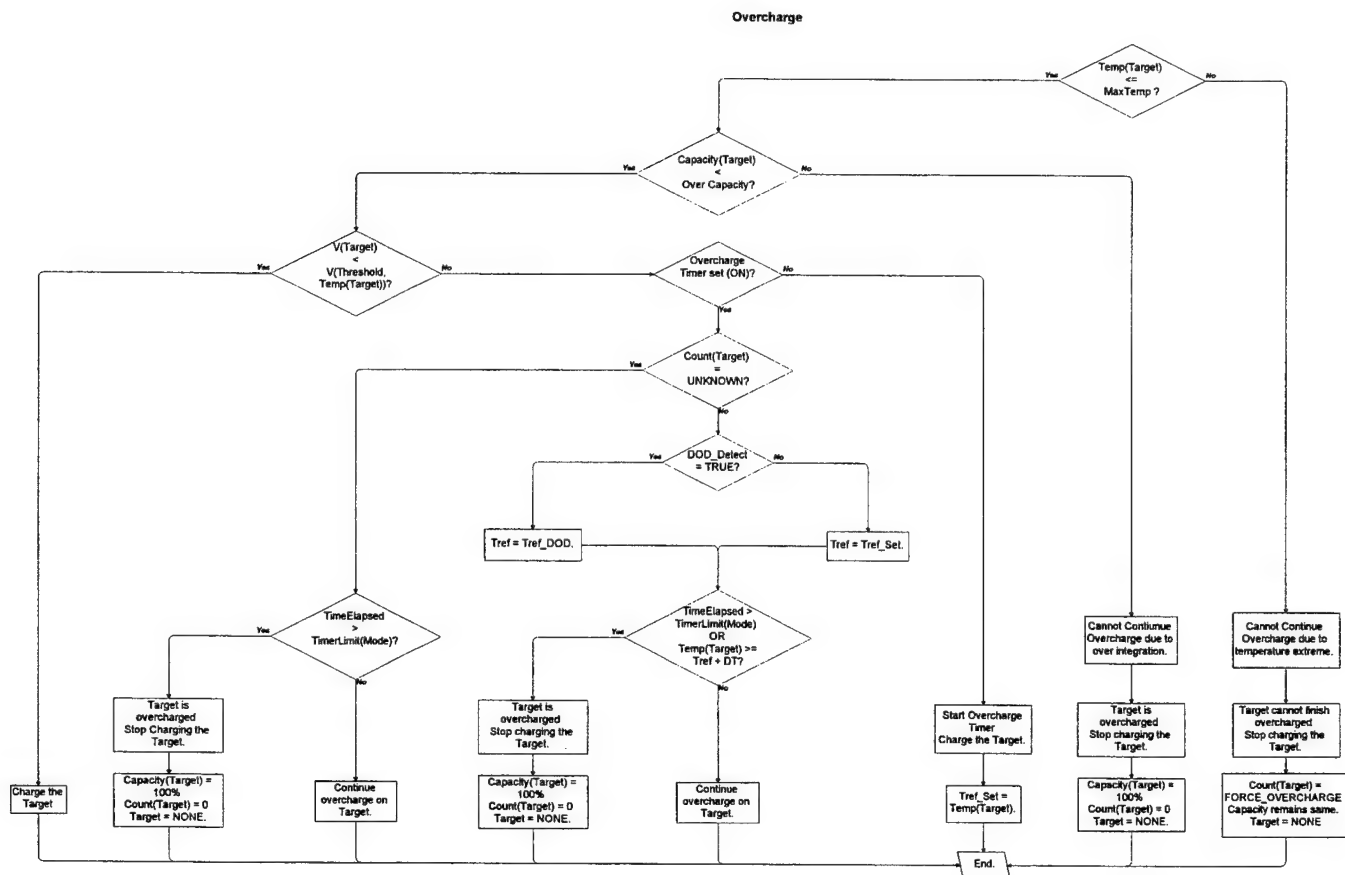 Overcharge
Temp(Target)
<=
MaxTemp ?
Yes
No
Capacity(Target)
<
Over Capacity?
Yes
No
V(Target)
<
V(Threshold,
Temp(Target))?
Yes
No
Overcharge
Timer set (ON)?
No
Yes
Count(Target)
=
UNKNOWN?
Yes
No
DOD_Detect
= TRUE?
Yes
No
Tref = Tref_DOD.
Tref = Tref_Set.
TimeElapsed
>
TimerLimit(Mode)?
Yes
No
TimeElapsed >
TimerLimit(Mode)
OR
Temp(Target) >=
Tref + DT?
Yes
No
Cannot Contiunue
Overcharge due to
over integration.
Cannot Continue
Overcharge due to
temperature extreme.
Target is
overcharged
Stop Charging the
Target.
Target is
overcharged
Stop charging the
Target.
Start Overcharge
Timer
Charge the Target.
Target is
overcharged
Stop charging the
Target.
Target cannot finish
overcharged
Stop charging the
Target.
Charge the
Target
Capacity(Target) =
100%
Count(Target) = 0
Target = NONE.
Continue
overcharge on
Target.
Capacity(Target) =
100%
Count(Target) = 0
Target = NONE.
Continue
overcharge on
Target.
Tref_Set =
Temp(Target).
Capacity(Target) =
100%
Count(Target) = 0
Target = NONE.
Count(Target) =
FORCE_OVERCHARGE
Capacity remains same.
Target = NONE
End.